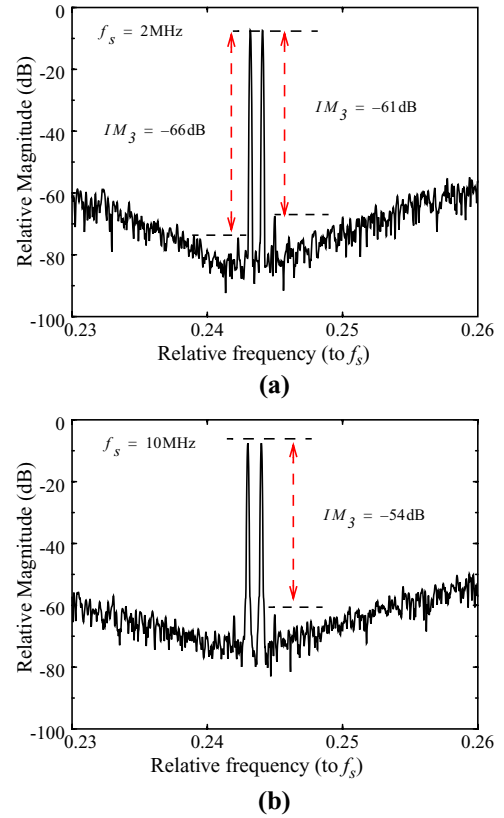 0
f_s = 2MHz
-20
IM_3 = -66dB
IM_3 = -61dB
-40
-60
-80
-100
Relative Magnitude (dB)
0.23
0.24
0.25
0.26
Relative frequency (to f_s)
(a)
0
f_s = 10MHz
-20
IM_3 = -54dB
-40
-60
-80
-100
Relative Magnitude (dB)
0.23
0.24
0.25
0.26
Relative frequency (to f_s)
(b)